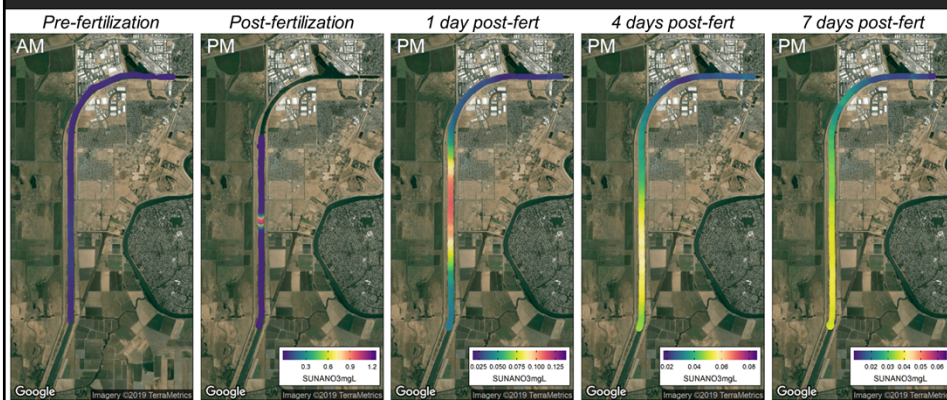 Pre-fertilization
Post-fertilization
1 day post-fert
4 days post-fert
7 days post-fert
AM
PM
PM
PM
PM
0.3 0.6 0.9 1.2
SUNANO3mgL
0.025 0.050 0.075 0.100 0.125
SUNANO3mgL
0.02 0.04 0.06 0.08
SUNANO3mgL
0.02 0.03 0.04 0.05 0.06
SUNANO3mgL
Google
Imagery ©2019 TerraMetrics
Google
Imagery ©2019 TerraMetrics
Google
Imagery ©2019 TerraMetrics
Google
Imagery ©2019 TerraMetrics
Google
Imagery ©2019 TerraMetrics